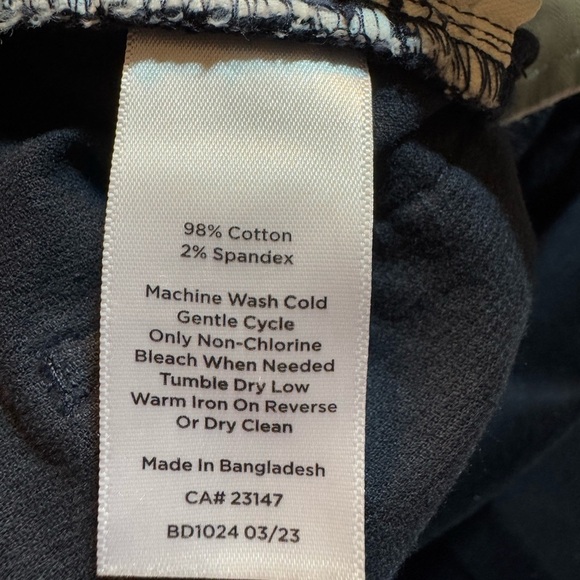 98% Cotton
2% Spandex
Machine Wash Cold
Gentle Cycle
Only Non-Chlorine
Bleach When Needed
Tumble Dry Low
Warm Iron On Reverse
Or Dry Clean
Made In Bangladesh
CA# 23147
BD1024 03/23